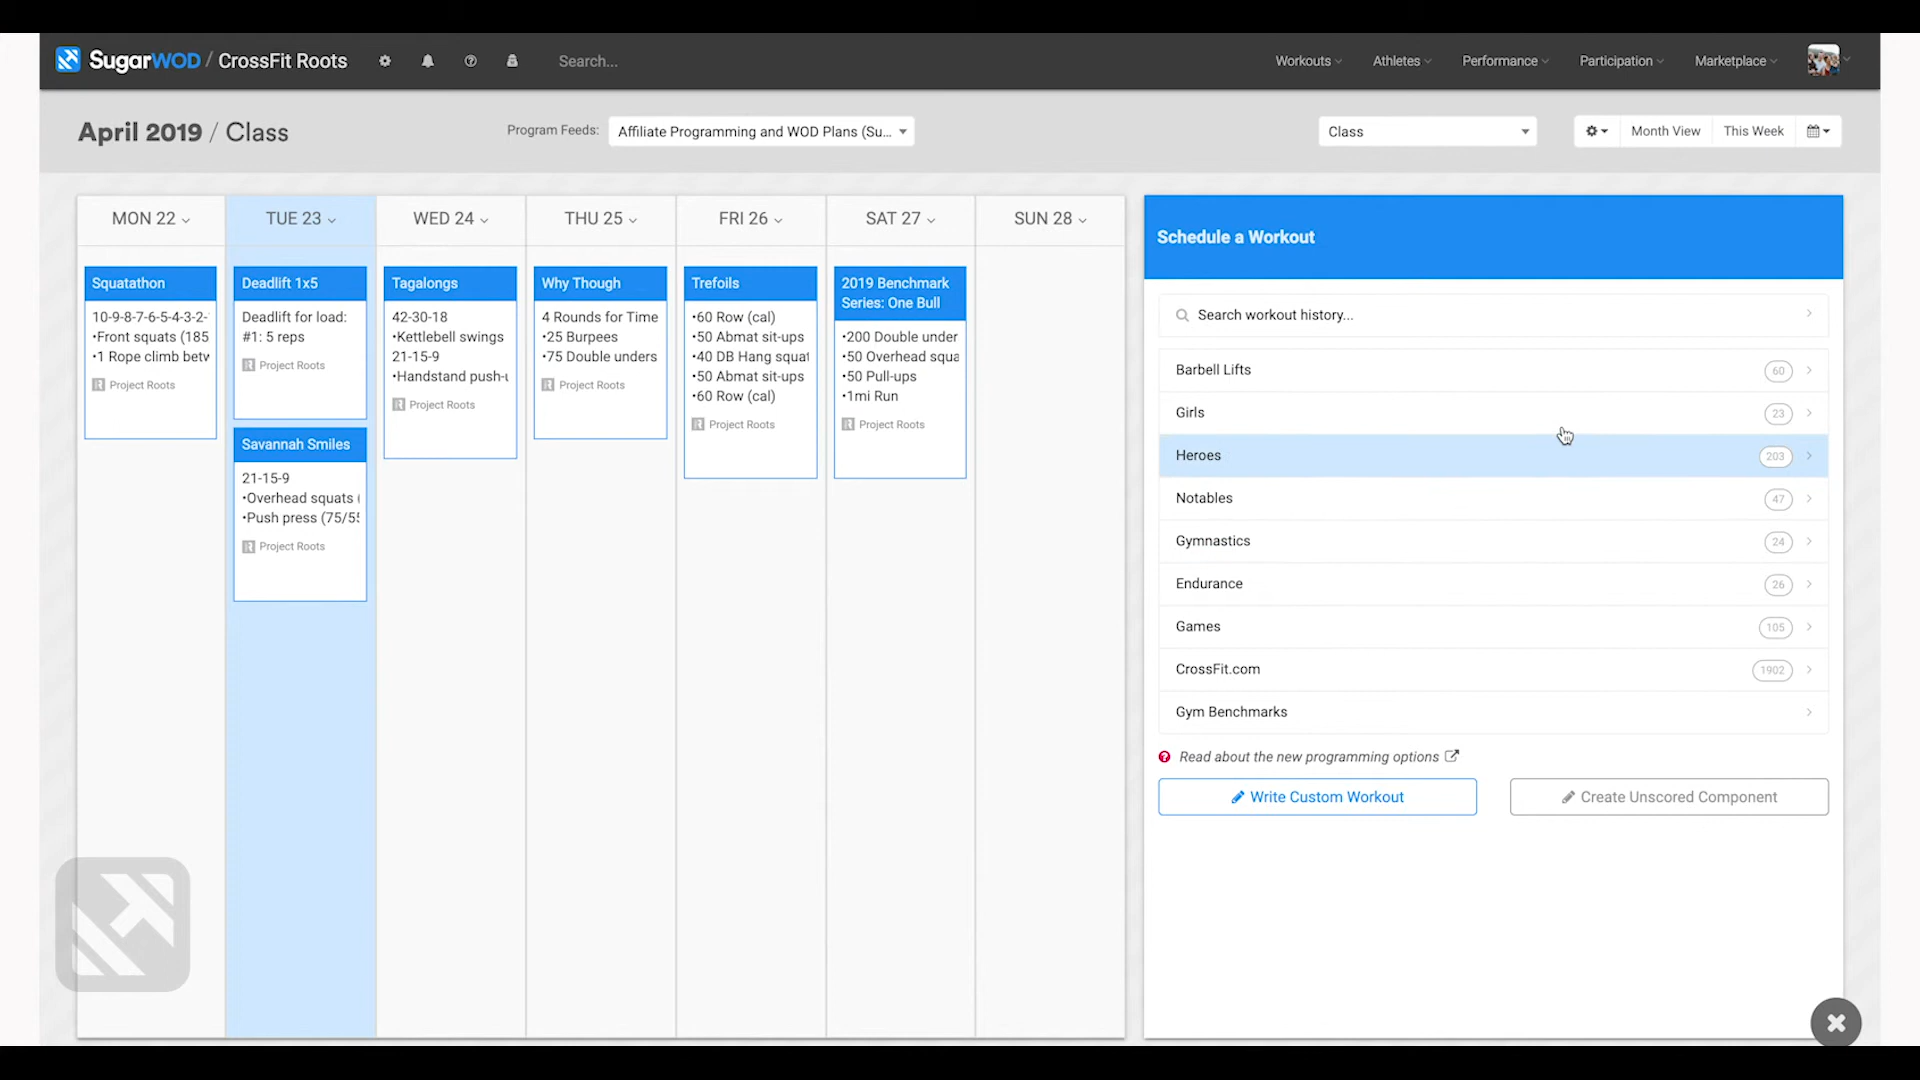 SugarWOD / CrossFit Roots
Search...
Workouts
Athletes
Performance
Participation
Marketplace
April 2019 / Class
Program Feeds:
Affiliate Programming and WOD Plans (Su...
Class
Month View
This Week
MON 22
TUE 23
WED 24
THU 25
FRI 26
SAT 27
SUN 28
Squatathon
10-9-8-7-6-5-4-3-2-
•Front squats (185
•1 Rope climb betw
Project Roots
Deadlift 1x5
Deadlift for load:
#1: 5 reps
Project Roots
Savannah Smiles
21-15-9
•Overhead squats (
•Push press (75/55
Project Roots
Tagalongs
42-30-18
•Kettlebell swings
21-15-9
•Handstand push-u
Project Roots
Why Though
4 Rounds for Time
•25 Burpees
•75 Double unders
Project Roots
Trefoils
•60 Row (cal)
•50 Abmat sit-ups
•40 DB Hang squat
•50 Abmat sit-ups
•60 Row (cal)
Project Roots
2019 Benchmark
Series: One Bull
•200 Double under
•50 Overhead squa
•50 Pull-ups
•1mi Run
Project Roots
Schedule a Workout
Search workout history...
Barbell Lifts 60
Girls 23
Heroes 203
Notables 47
Gymnastics 24
Endurance 26
Games 105
CrossFit.com 1902
Gym Benchmarks
Read about the new programming options
Write Custom Workout
Create Unscored Component